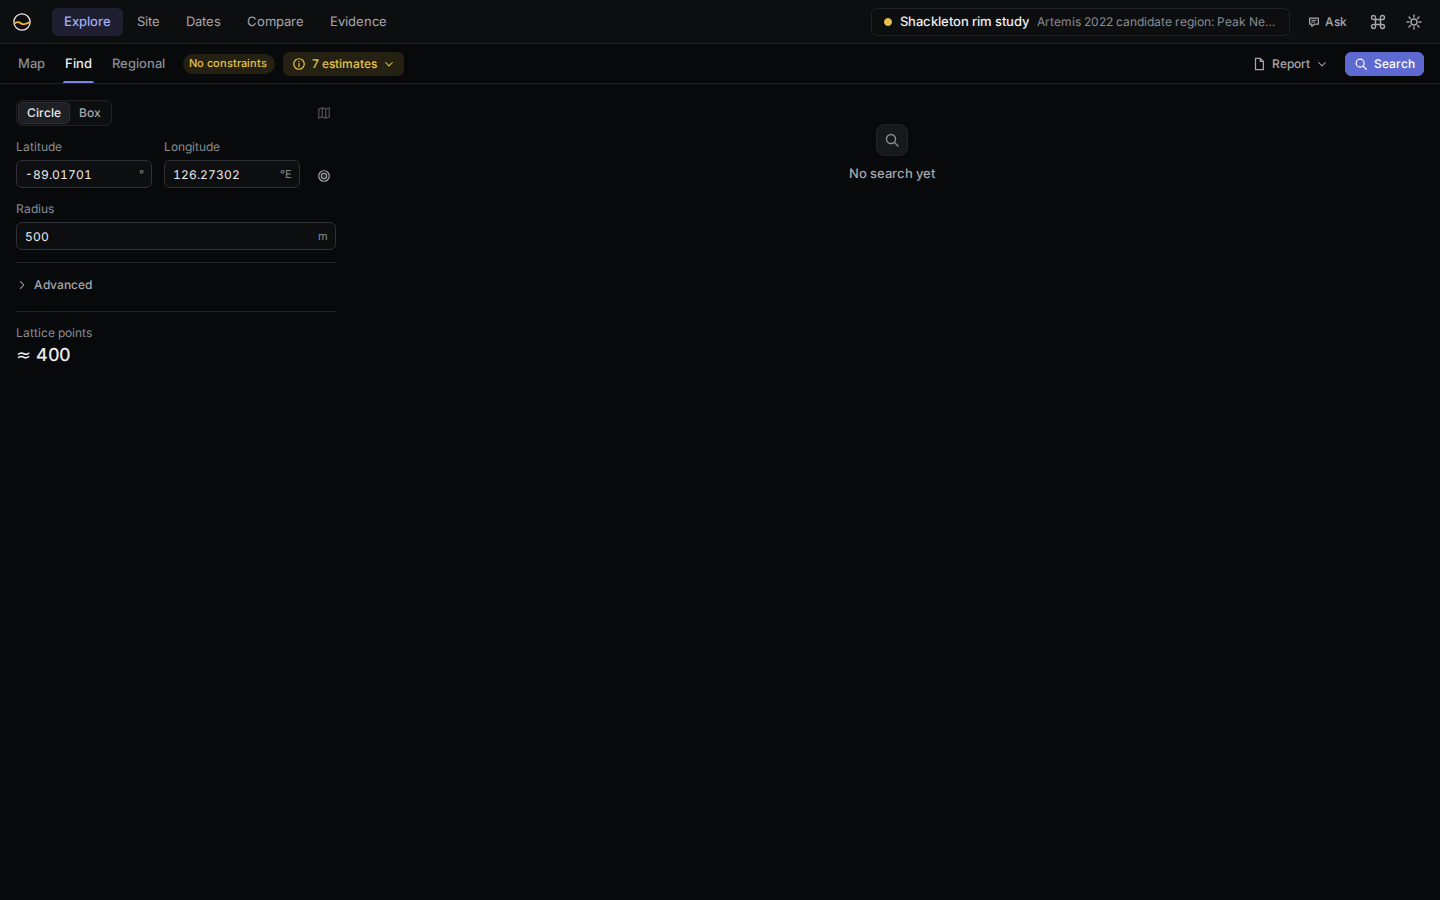 Explore Site Dates Compare Evidence Shackleton rim study Artemis 2022 candidate region: Peak Ne... Ask
Map Find Regional No constraints 7 estimates Report Search
Circle Box
Latitude Longitude
-89.01701 ° 126.27302 °E
Radius
500 m
Advanced
Lattice points
≈ 400
No search yet